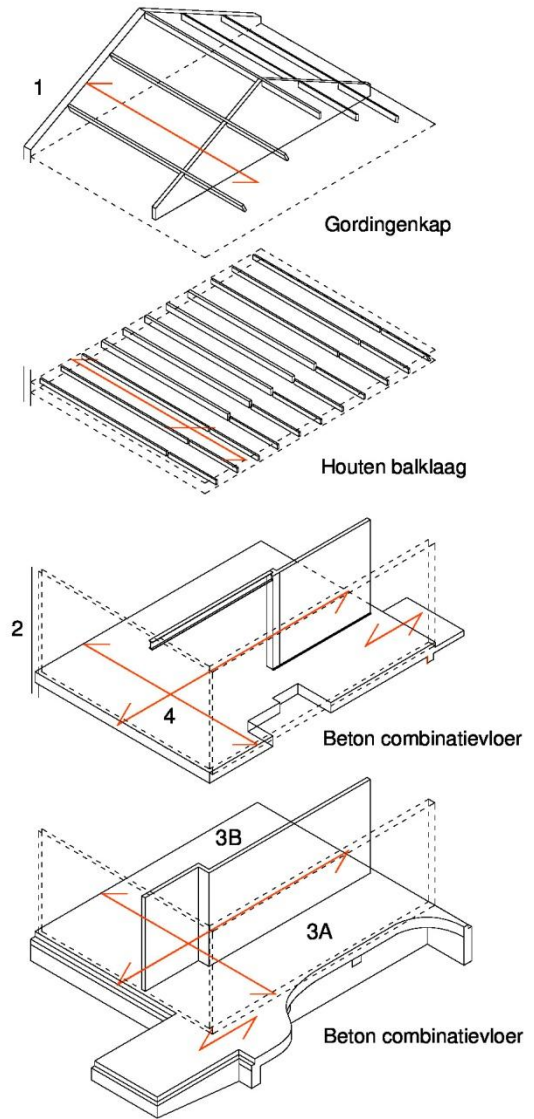 1
Gordingenkap
Houten balklaag
2
4
Beton combinatievloer
3B
3A
Beton combinatievloer